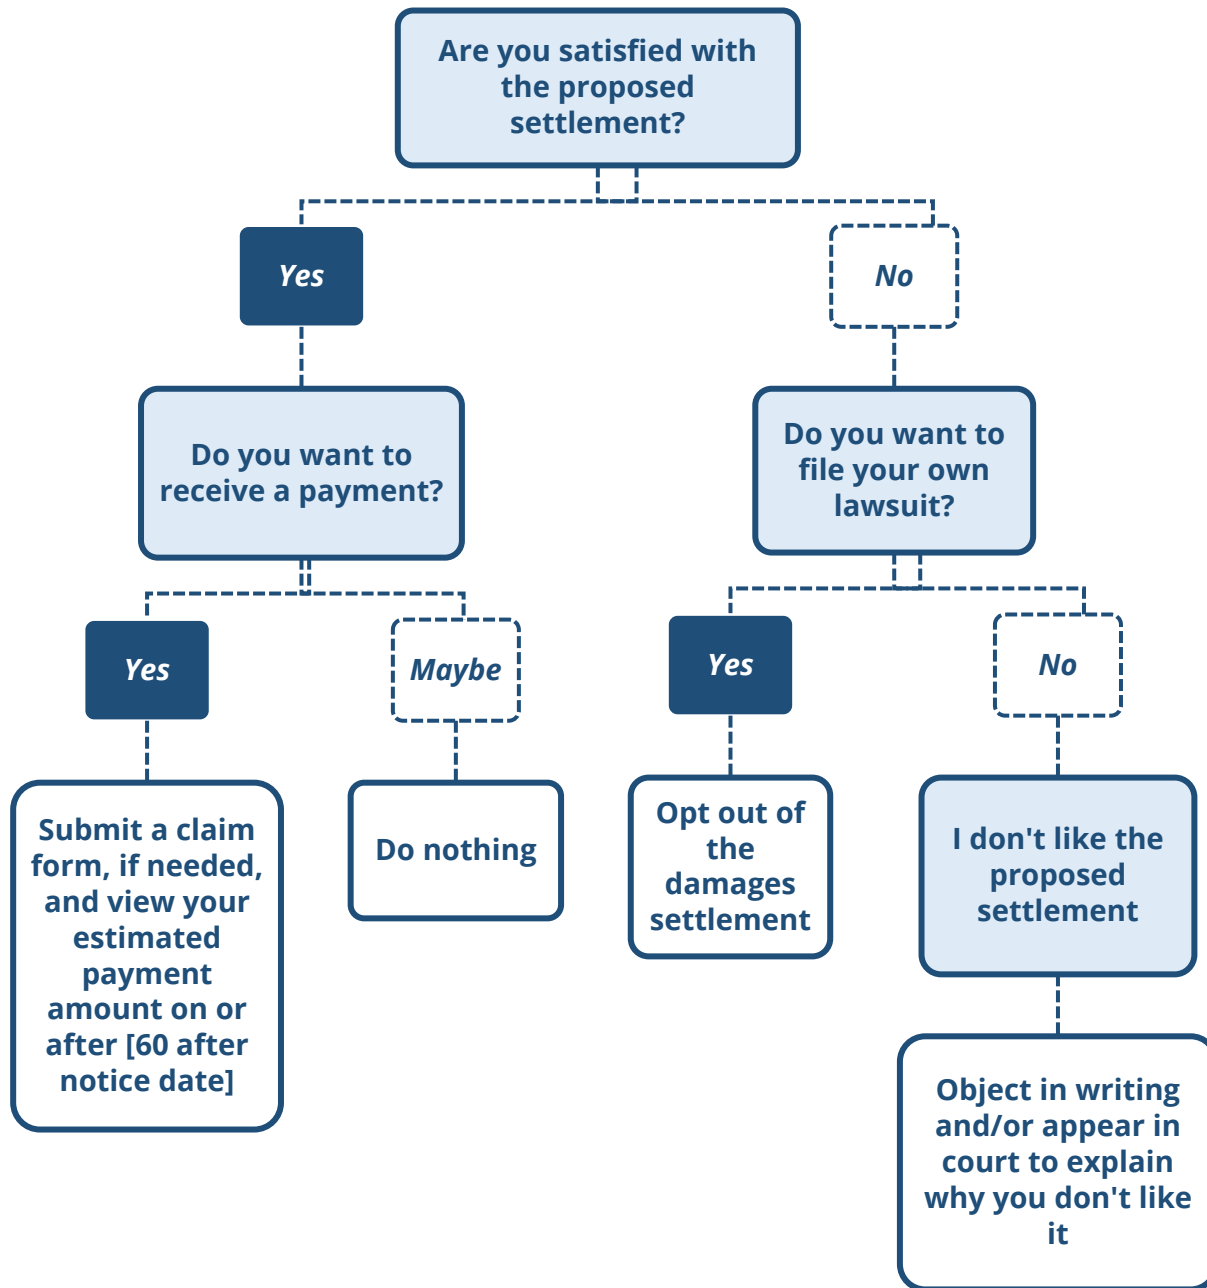 Are you satisfied with
the proposed
settlement?
Yes
No
Do you want to
receive a payment?
Do you want to
file your own
lawsuit?
Yes
Maybe
Yes
No
Submit a claim
form, if needed,
and view your
estimated
payment
amount on or
after [60 after
notice date]
Do nothing
Opt out of
the
damages
settlement
I don't like the
proposed
settlement
Object in writing
and/or appear in
court to explain
why you don't like
it